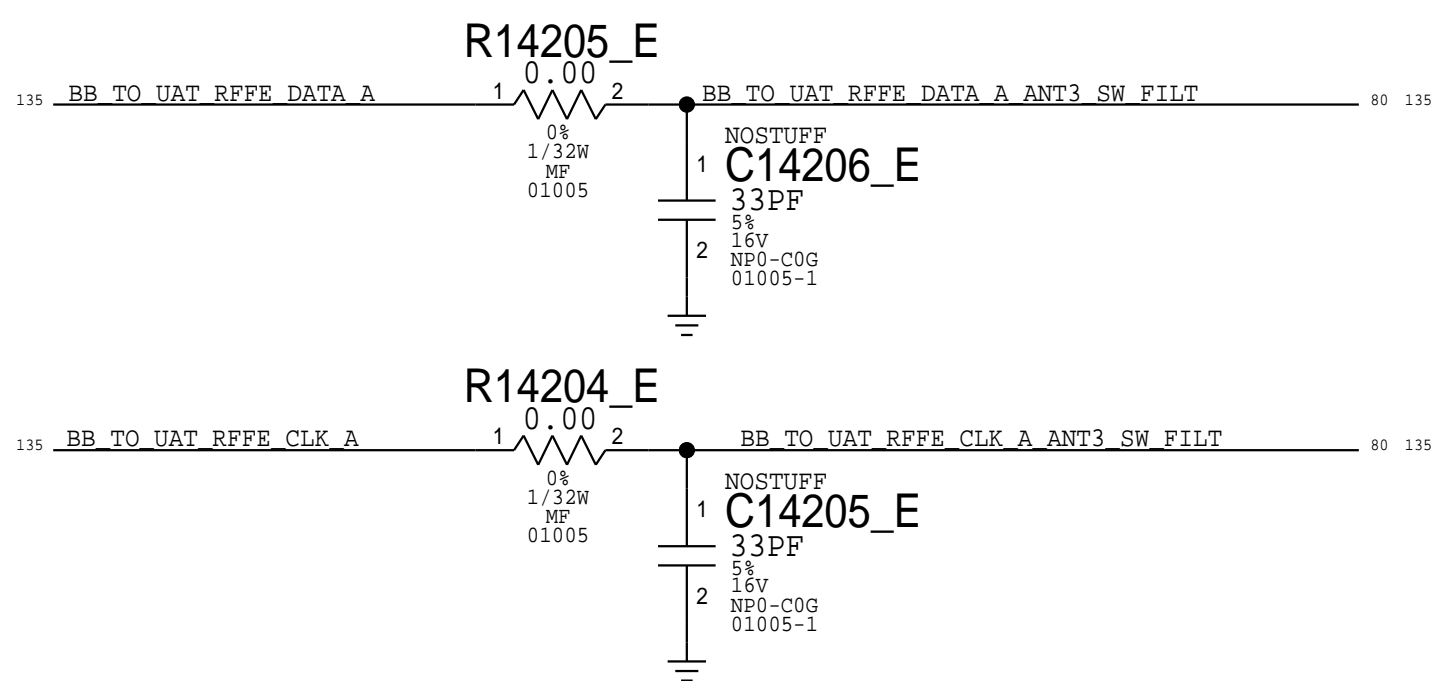 R14205_E
0.00
135 BB_TO_UAT_RFFE_DATA_A 1 2 BB_TO_UAT_RFFE_DATA_A_ANT3_SW_FILT 80 135
0%
1/32W
MF
01005
NOSTUFF
1 C14206_E
33PF
5%
16V
2 NP0-C0G
01005-1
R14204_E
0.00
135 BB_TO_UAT_RFFE_CLK_A 1 2 BB_TO_UAT_RFFE_CLK_A_ANT3_SW_FILT 80 135
0%
1/32W
MF
01005
NOSTUFF
1 C14205_E
33PF
5%
16V
2 NP0-C0G
01005-1